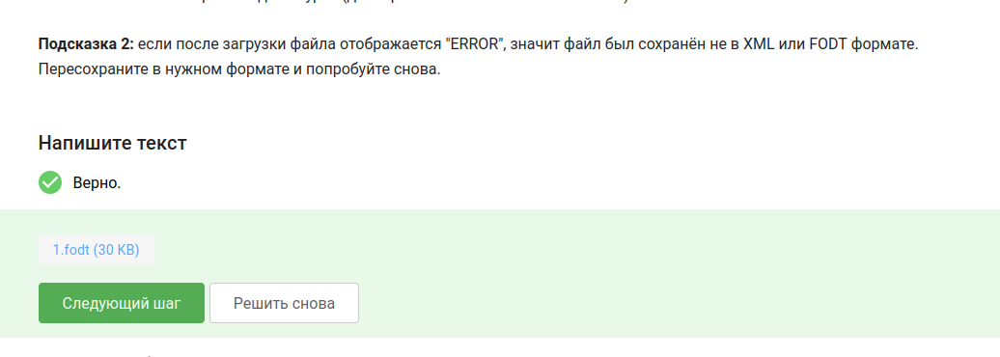 Подсказка 2: если после загрузки файла отображается "ERROR", значит файл был сохранён не в XML или FODT формате.
Пересохраните в нужном формате и попробуйте снова.
Напишите текст
Верно.
1.fodt (30 KB)
Следующий шаг
Решить снова